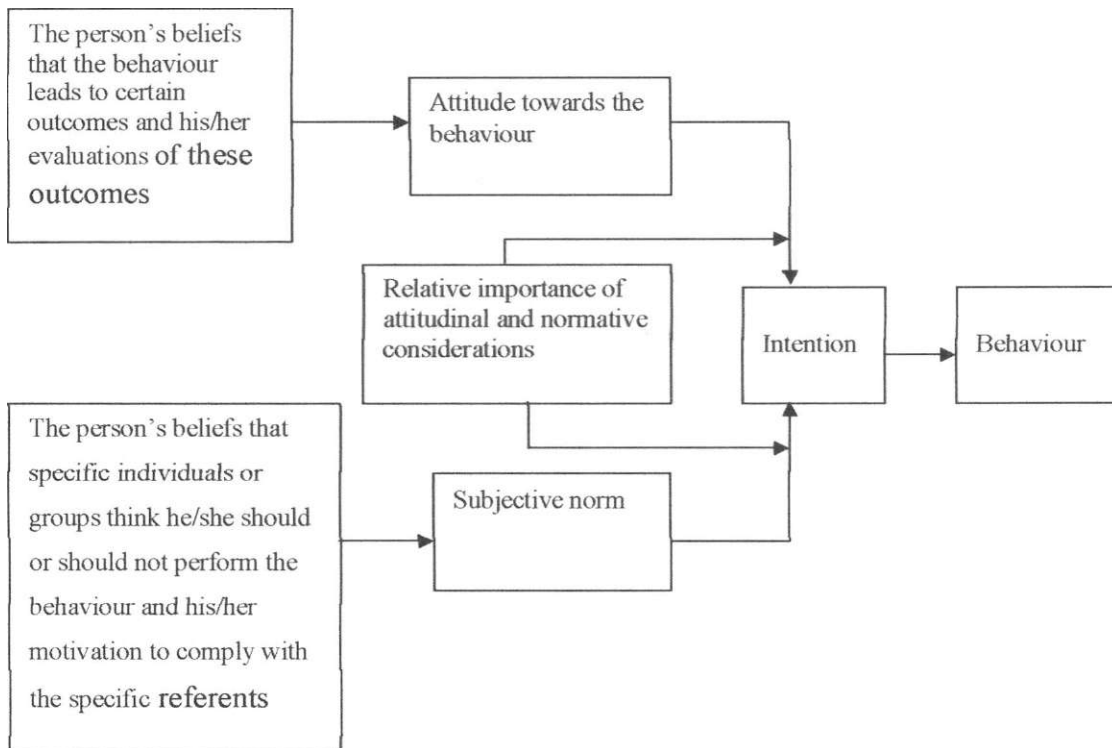 The person's beliefs
that the behaviour
leads to certain
outcomes and his/her
evaluations of these
outcomes
Attitude towards the
behaviour
Relative importance of
attitudinal and normative
considerations
Intention
Behaviour
The person's beliefs that
specific individuals or
groups think he/she should
or should not perform the
behaviour and his/her
motivation to comply with
the specific referents
Subjective norm